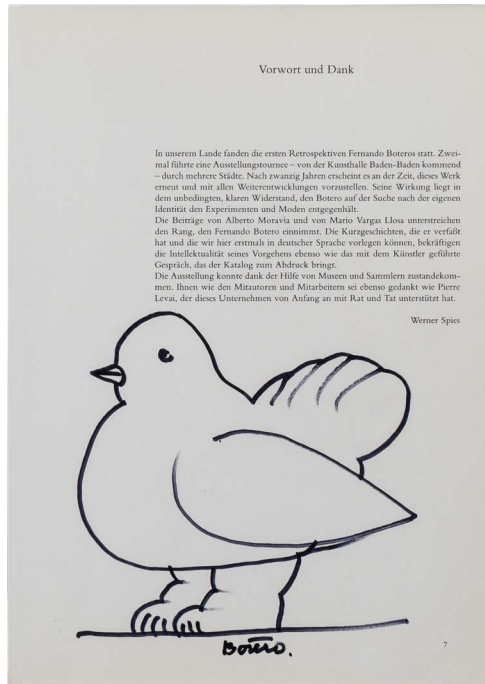 Vorwort und Dank
In unserem Lande fanden die ersten Retrospektiven Fernando Boteros statt. Zwei-
mal führte eine Ausstellungstournee – von der Kunsthalle Baden-Baden kommend
– durch mehrere Städte. Nach zwanzig Jahren erscheint es an der Zeit, dieses Werk
erneut und mit allen Weiterentwicklungen vorzustellen. Seine Wirkung liegt in
dem unbedingten, klaren Widerstand, den Botero auf der Suche nach der eigenen
Identität den Experimenten und Moden entgegenhält.
Die Beiträge von Alberto Moravia und von Mario Vargas Llosa unterstreichen
den Rang, den Fernando Botero einnimmt. Die Kurzgeschichten, die er verfaßt
hat und die wir hier erstmals in deutscher Sprache vorlegen können, bekräftigen
die Intellektualität seines Vorgehens ebenso wie das mit dem Künstler geführte
Gespräch, das der Katalog zum Abdruck bringt.
Die Ausstellung konnte dank der Hilfe von Museen und Sammlern zustandekom-
men. Ihnen wie den Mitautoren und Mitarbeitern sei ebenso gedankt wie Pierre
Levai, der dieses Unternehmen von Anfang an mit Rat und Tat unterstützt hat.
Werner Spies
Botero.
7